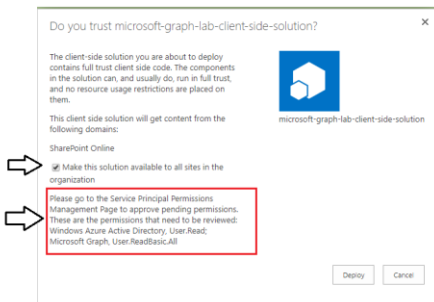 Do you trust microsoft-graph-lab-client-side-solution?
The client-side solution you are about to deploy
contains full trust client side code. The components
in the solution can, and usually do, run in full trust,
and no resource usage restrictions are placed on
them.
This client side solution will get content from the
following domains:
SharePoint Online
Make this solution available to all sites in the
organization
Please go to the Service Principal Permissions
Management Page to approve pending permissions.
These are the permissions that need to be reviewed:
Windows Azure Active Directory, User.Read;
Microsoft Graph, User.ReadBasic.All
microsoft-graph-lab-client-side-solution
Deploy
Cancel